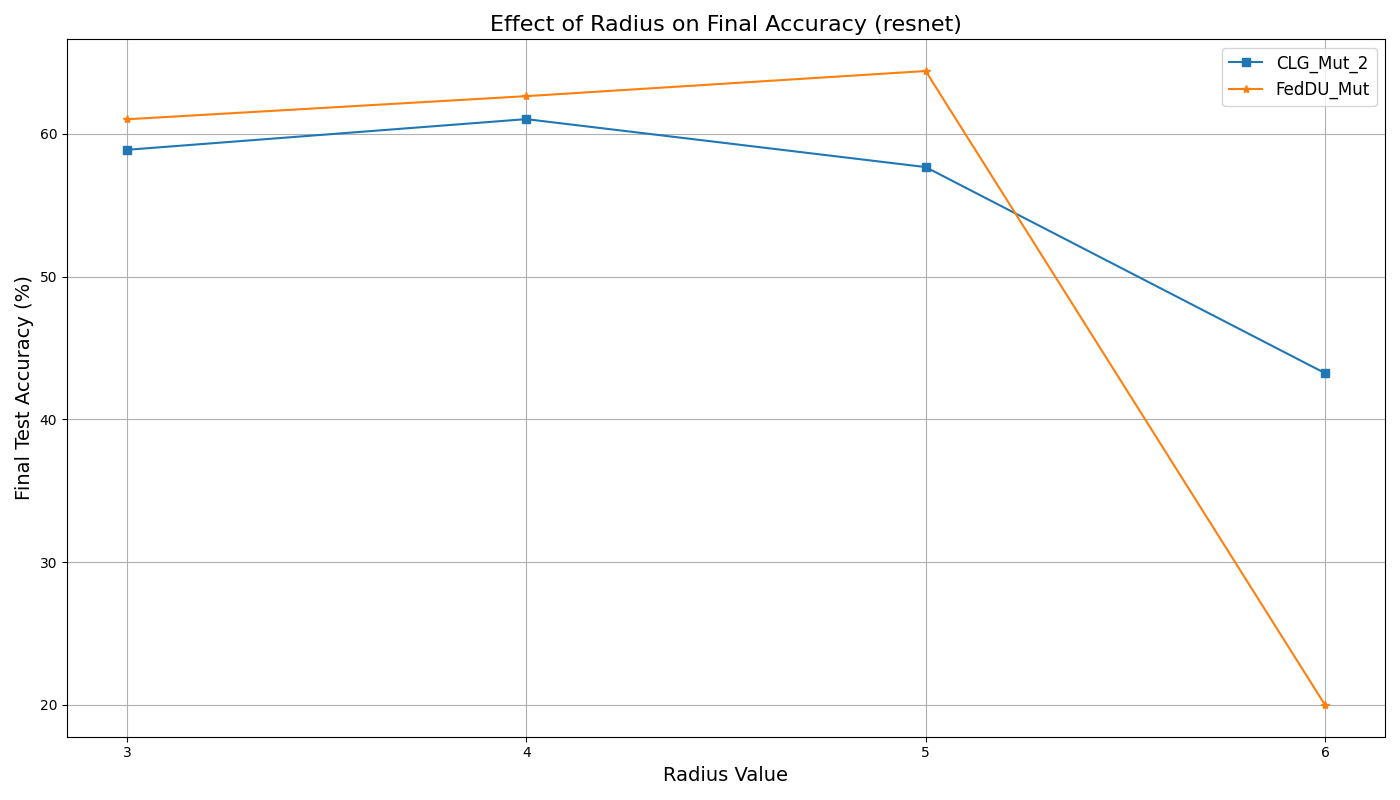 Effect of Radius on Final Accuracy (resnet)
CLG_Mut_2
FedDU_Mut
Final Test Accuracy (%)
60
50
40
30
20
3 4 5 6
Radius Value